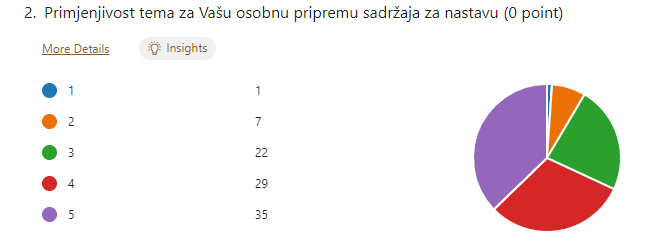 2. Primjenjivost tema za Vašu osobnu pripremu sadržaja za nastavu (0 point)
More Details Insights
1 1
2 7
3 22
4 29
5 35